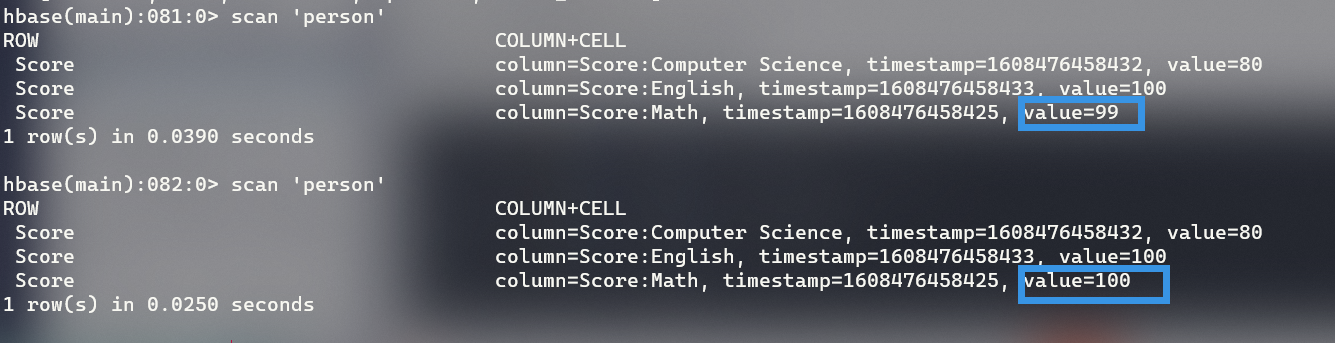 hbase(main):081:0> scan 'person'
ROW COLUMN+CELL
Score column=Score:Computer Science, timestamp=1608476458432, value=80
Score column=Score:English, timestamp=1608476458433, value=100
Score column=Score:Math, timestamp=1608476458425, value=99
1 row(s) in 0.0390 seconds
hbase(main):082:0> scan 'person'
ROW COLUMN+CELL
Score column=Score:Computer Science, timestamp=1608476458432, value=80
Score column=Score:English, timestamp=1608476458433, value=100
Score column=Score:Math, timestamp=1608476458425, value=100
1 row(s) in 0.0250 seconds